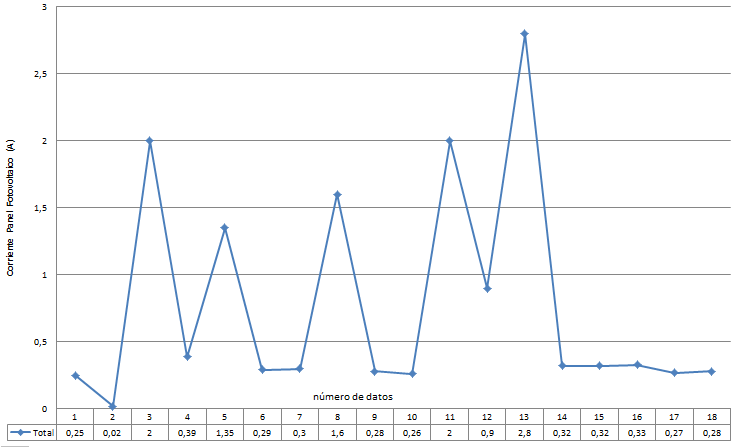 3
2,5
2
1,5
1
0,5
0
Corriente Panel Fotovoltaico (A)
número de datos
1 2 3 4 5 6 7 8 9 10 11 12 13 14 15 16 17 18
Total 0,25 0,02 2 0,39 1,35 0,29 0,3 1,6 0,28 0,26 2 0,9 2,8 0,32 0,32 0,33 0,27 0,28